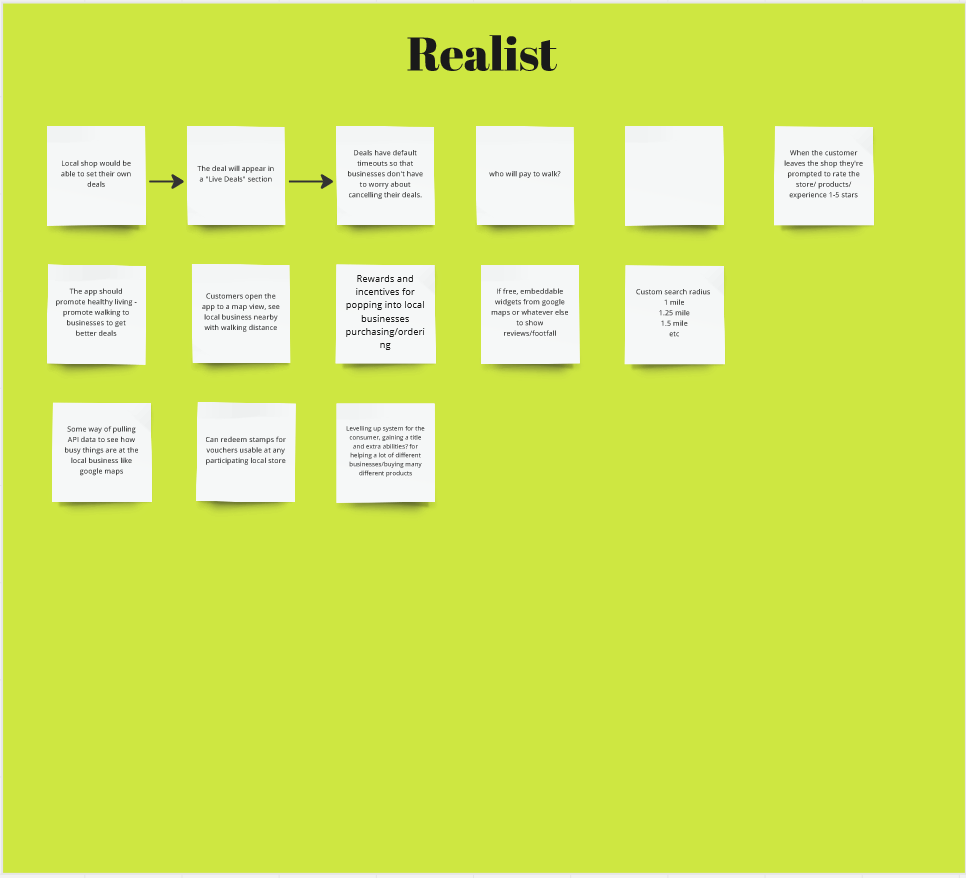 Realist
Local shop would be
able to set their own
deals
The deal will appear in
a "Live Deals" section
Deals have default
timeouts so that
businesses don't have
to worry about
cancelling their deals.
who will pay to walk?
When the customer
leaves the shop they're
prompted to rate the
store/ products/
experience 1-5 stars
The app should
promote healthy living -
promote walking to
businesses to get
better deals
Customers open the
app to a map view, see
local business nearby
with walking distance
Rewards and
incentives for
popping into local
businesses
purchasing/orderi
ng
If free, embeddable
widgets from google
maps or whatever else
to show
reviews/footfall
Custom search radius
1 mile
1.25 mile
1.5 mile
etc
Some way of pulling
API data to see how
busy things are at the
local business like
google maps
Can redeem stamps for
vouchers usable at any
participating local store
Levelling up system for the
consumer, gaining a title
and extra abilities? for
helping a lot of different
businesses/buying many
different products